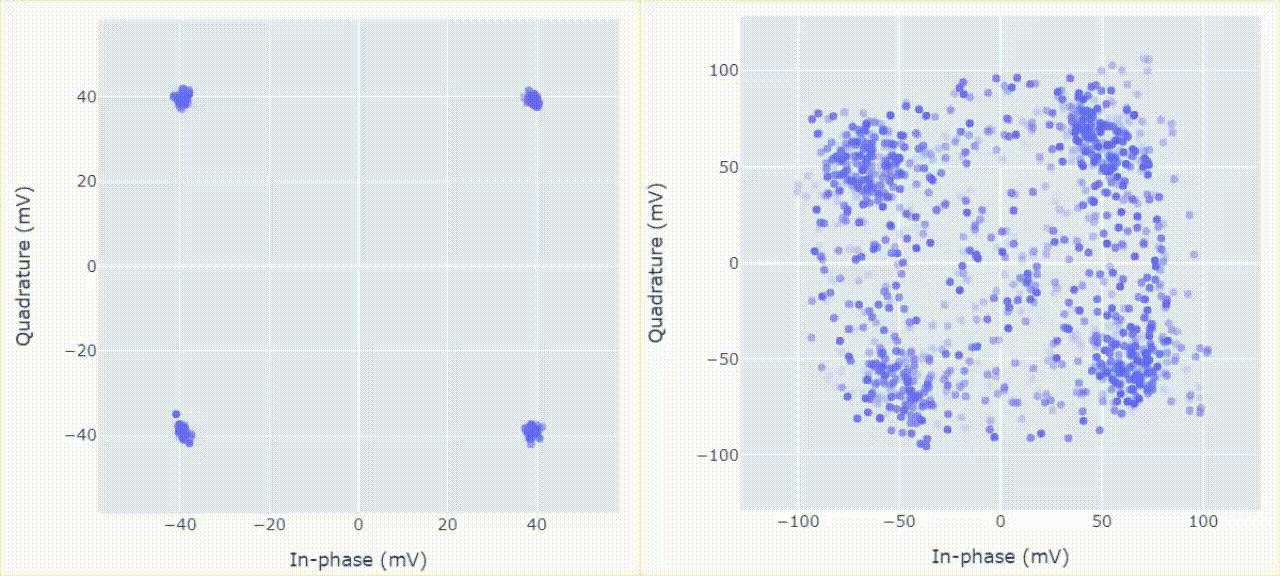 40
20
0
−20
−40
−40 −20 0 20 40
Quadrature (mV)
In-phase (mV)
100
50
0
−50
−100
−100 −50 0 50 100
Quadrature (mV)
In-phase (mV)